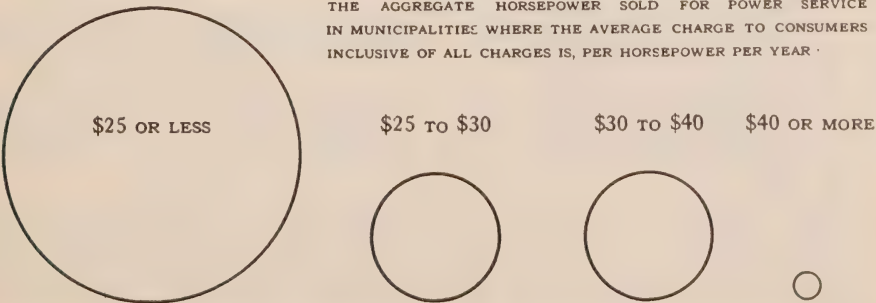 THE AGGREGATE HORSEPOWER SOLD FOR POWER SERVICE
IN MUNICIPALITIES WHERE THE AVERAGE CHARGE TO CONSUMERS
INCLUSIVE OF ALL CHARGES IS, PER HORSEPOWER PER YEAR ·
$25 OR LESS
$25 TO $30
$30 TO $40
$40 OR MORE